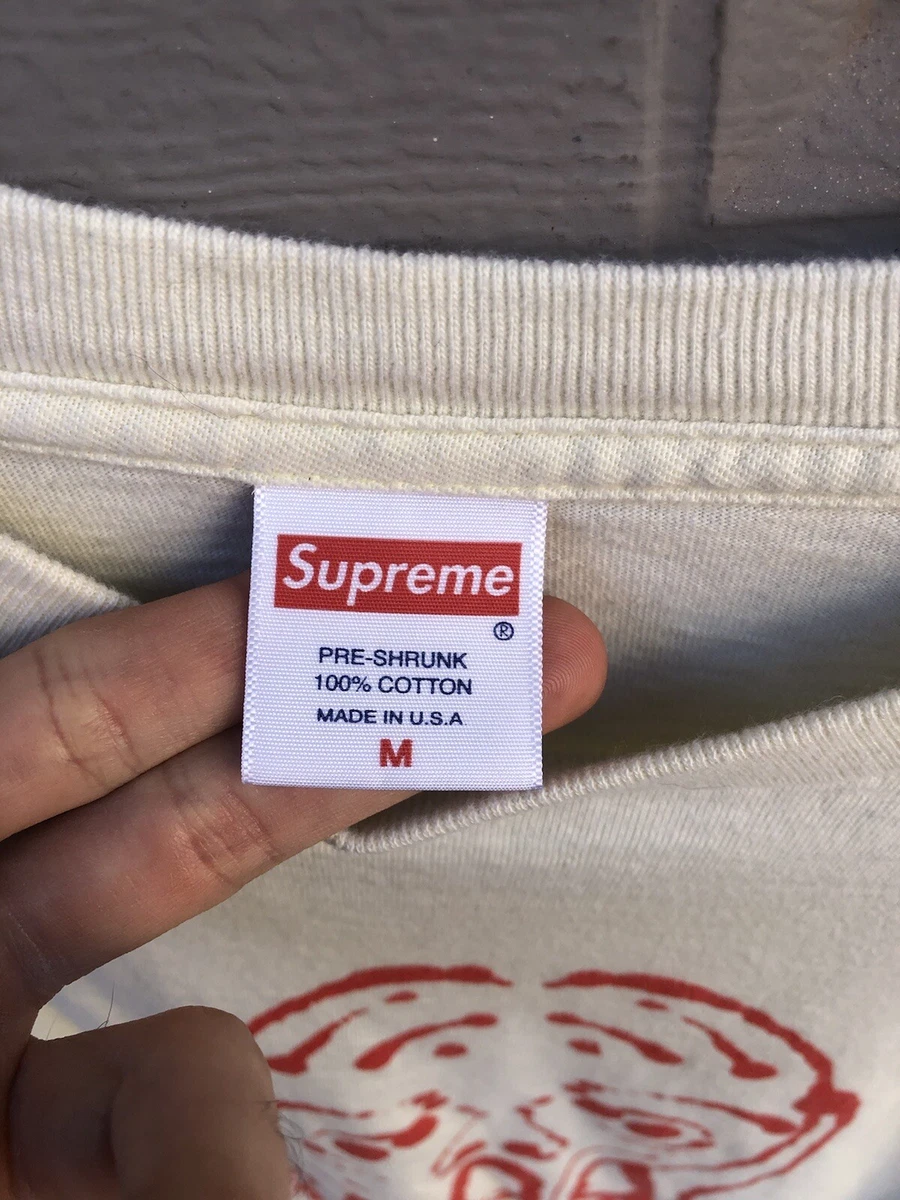 Supreme
®
PRE-SHRUNK
100% COTTON
MADE IN U.S.A
M